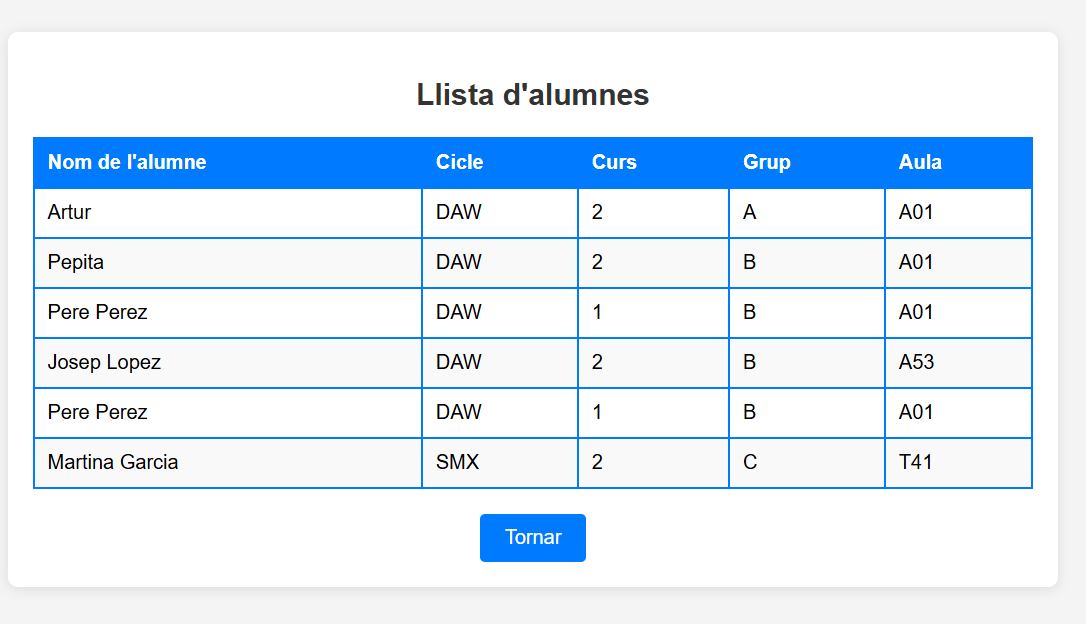 Llista d'alumnes
Nom de l'alumne Cicle Curs Grup Aula
Artur DAW 2 A A01
Pepita DAW 2 B A01
Pere Perez DAW 1 B A01
Josep Lopez DAW 2 B A53
Pere Perez DAW 1 B A01
Martina Garcia SMX 2 C T41
Tornar